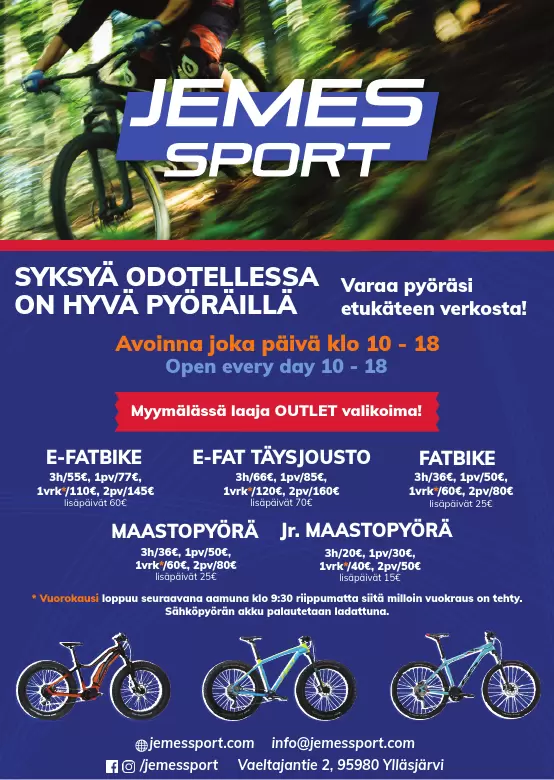 JEMES
SPORT
SYKSYÄ ODOTELLESSA
ON HYVÄ PYÖRÄILLÄ
Varaa pyöräsi
etukäteen verkosta!
Avoinna joka päivä klo 10 - 18
Open every day 10 - 18
Myymälässä laaja OUTLET valikoima!
E-FATBIKE
3h/55€, 1pv/77€,
1vrk*/110€, 2pv/145€
lisäpäivät 60€
E-FAT TÄYSJOUSTO
3h/66€, 1pv/85€,
1vrk*/120€, 2pv/160€
lisäpäivät 70€
FATBIKE
3h/36€, 1pv/50€,
1vrk*/60€, 2pv/80€
lisäpäivät 25€
MAASTOPYÖRÄ
3h/36€, 1pv/50€,
1vrk*/60€, 2pv/80€
lisäpäivät 25€
Jr. MAASTOPYÖRÄ
3h/20€, 1pv/30€,
1vrk*/40€, 2pv/50€
lisäpäivät 15€
* Vuorokausi loppuu seuraavana aamuna klo 9:30 riippumatta siitä milloin vuokraus on tehty.
Sähköpyörän akku palautetaan ladattuna.
jemessport.com info@jemessport.com
/jemessport Vaeltajantie 2, 95980 Ylläsjärvi